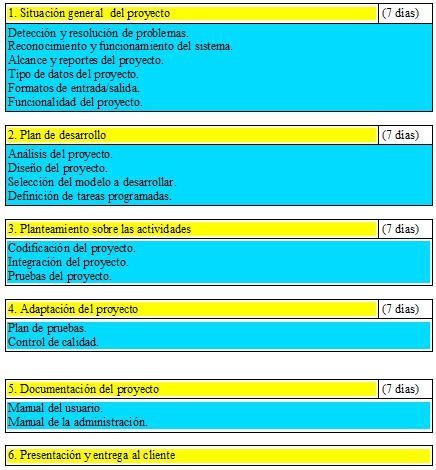 1. Situación general del proyecto (7 días)
Detección y resolución de problemas.
Reconocimiento y funcionamiento del sistema.
Alcance y reportes del proyecto.
Tipo de datos del proyecto.
Formatos de entrada/salida.
Funcionalidad del proyecto.
2. Plan de desarrollo (7 días)
Análisis del proyecto.
Diseño del proyecto.
Selección del modelo a desarrollar.
Definición de tareas programadas.
3. Planteamiento sobre las actividades (7 días)
Codificación del proyecto.
Integración del proyecto.
Pruebas del proyecto.
4. Adaptación del proyecto (7 días)
Plan de pruebas.
Control de calidad.
5. Documentación del proyecto (7 días)
Manual del usuario.
Manual de la administración.
6. Presentación y entrega al cliente